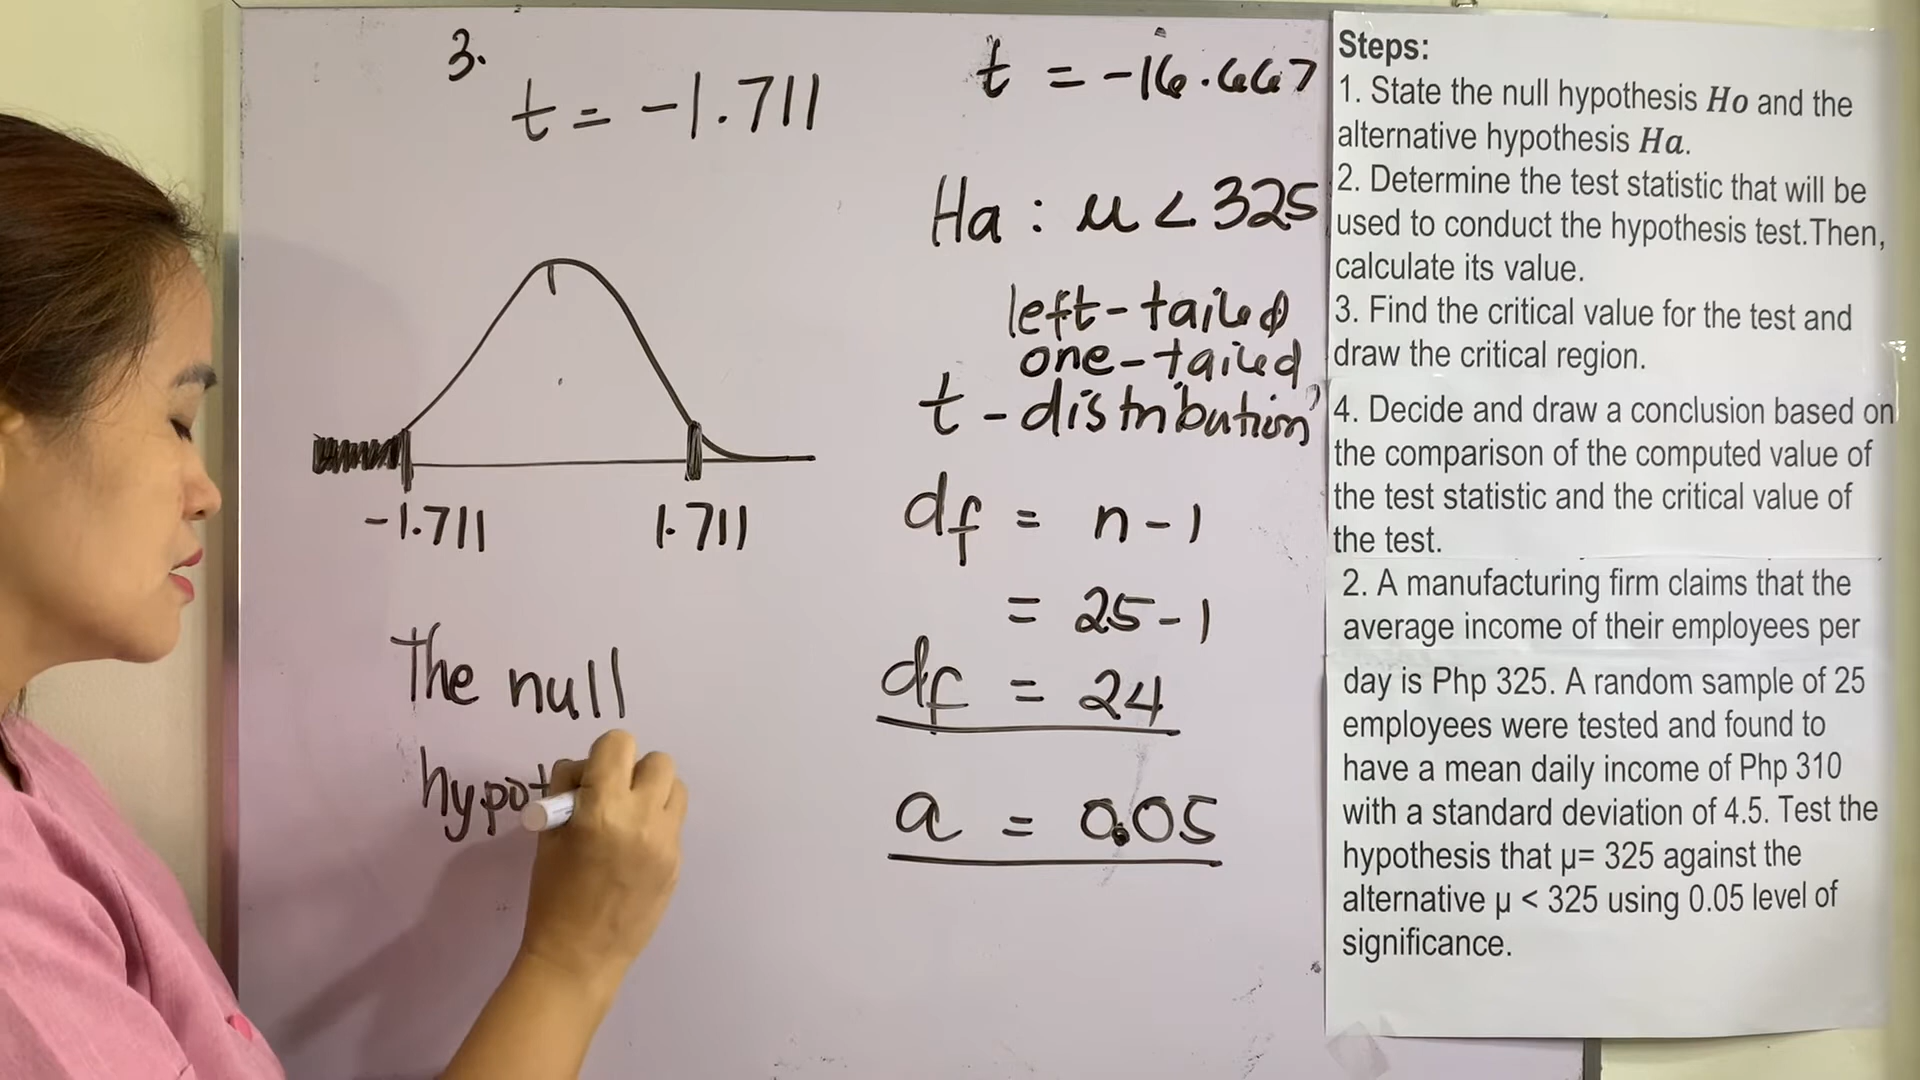 3.
t = -1.711
-1.711 1.711
The null
hypot
t = -16.667
Ha : μ < 325
left-tailed
one-tailed
t-distribution
df = n-1
= 25-1
df = 24
a = 0.05
Steps:
1. State the null hypothesis Ho and the
alternative hypothesis Ha.
2. Determine the test statistic that will be
used to conduct the hypothesis test.Then,
calculate its value.
3. Find the critical value for the test and
draw the critical region.
4. Decide and draw a conclusion based on
the comparison of the computed value of
the test statistic and the critical value of
the test.
2. A manufacturing firm claims that the
average income of their employees per
day is Php 325. A random sample of 25
employees were tested and found to
have a mean daily income of Php 310
with a standard deviation of 4.5. Test the
hypothesis that μ= 325 against the
alternative μ < 325 using 0.05 level of
significance.